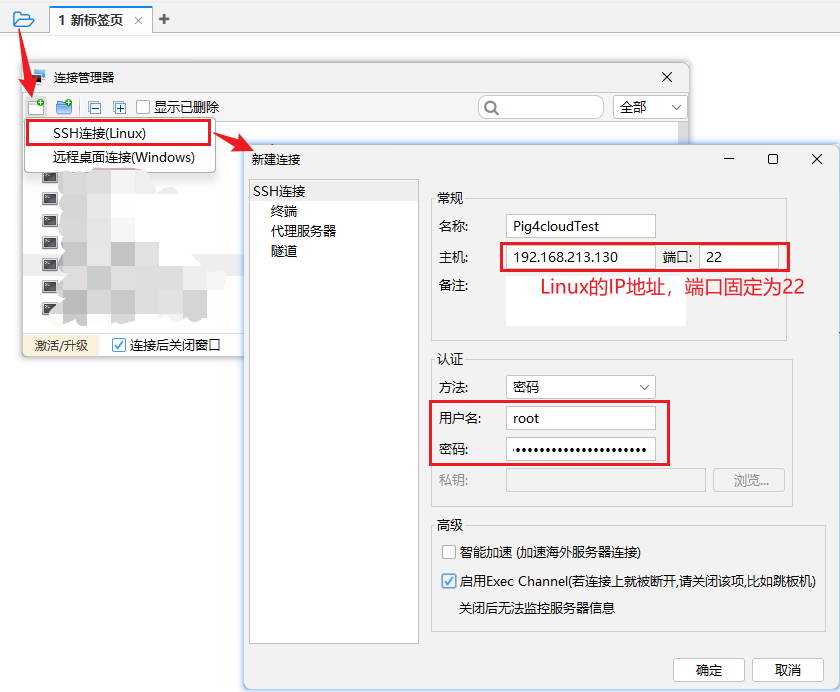 1 新标签页
连接管理器
显示已删除
全部
SSH连接(Linux)
远程桌面连接(Windows)
激活/升级
连接后关闭窗口
新建连接
SSH连接
终端
代理服务器
隧道
常规
名称: Pig4cloudTest
主机: 192.168.213.130 端口: 22
备注:
Linux的IP地址，端口固定为22
认证
方法: 密码
用户名: root
密码:
私钥: 浏览...
高级
智能加速 (加速海外服务器连接)
启用Exec Channel(若连接上就被断开,请关闭该项,比如跳板机)
关闭后无法监控服务器信息
确定 取消